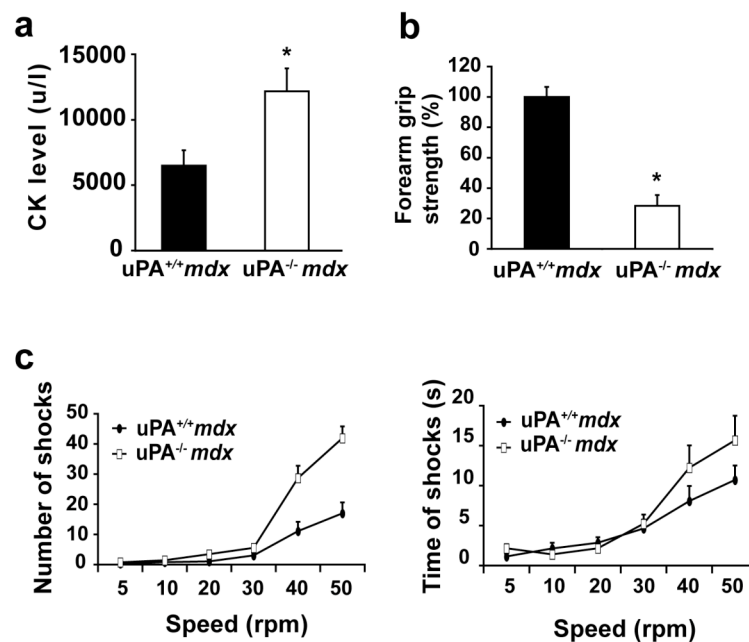 a
CK level (u/l)
15000
10000
5000
0
*
uPA+/+mdx
uPA-/- mdx
b
Forearm grip
strength (%)
120
100
80
60
40
20
0
*
uPA+/+mdx
uPA-/- mdx
c
Number of shocks
50
40
30
20
10
0
uPA+/+mdx
uPA-/- mdx
5 10 20 30 40 50
Speed (rpm)
Time of shocks (s)
20
15
10
5
0
uPA+/+mdx
uPA-/- mdx
5 10 20 30 40 50
Speed (rpm)